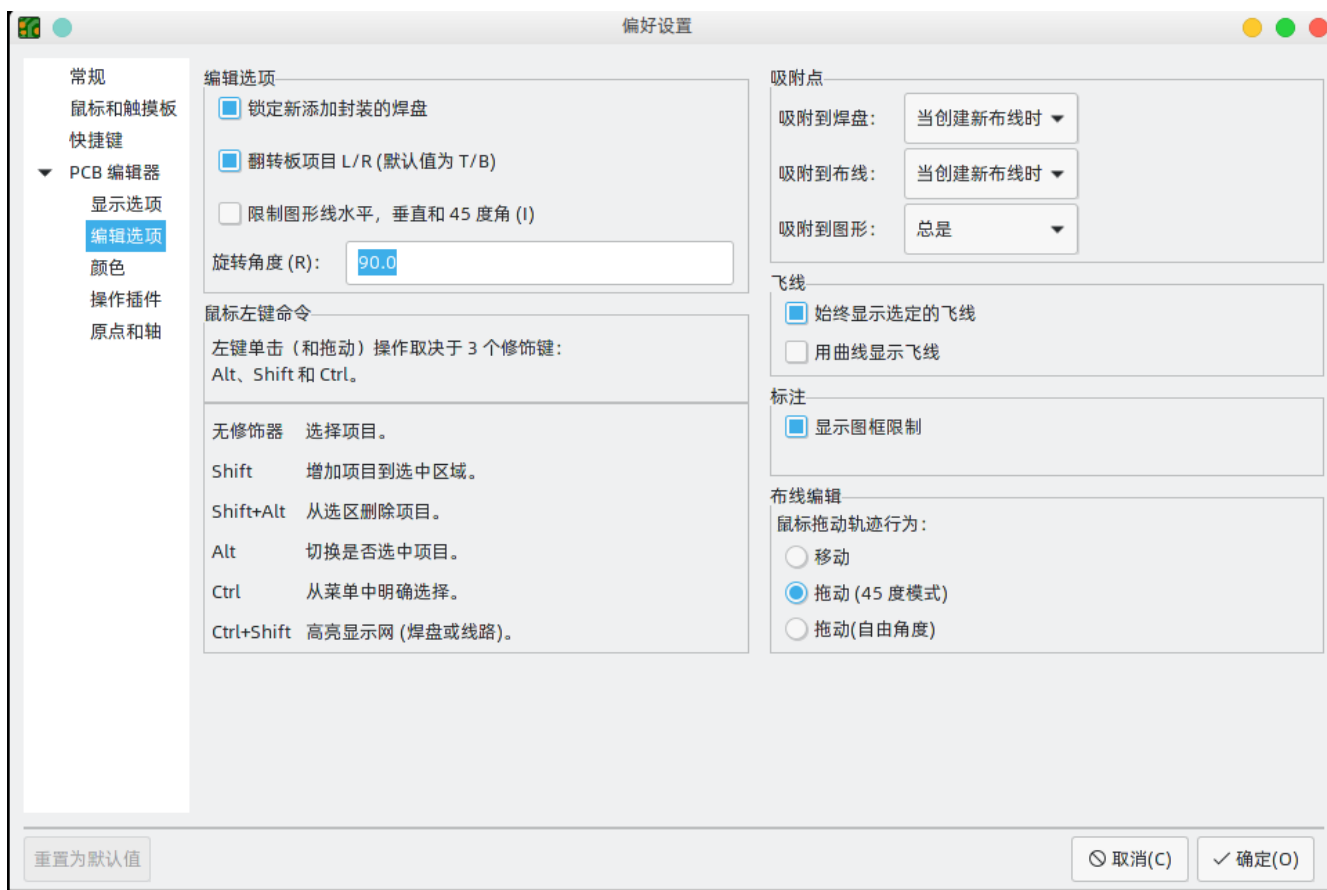 偏好设置
常规
鼠标和触摸板
快捷键
PCB 编辑器
显示选项
编辑选项
颜色
操作插件
原点和轴
编辑选项
锁定新添加封装的焊盘
翻转板项目 L/R (默认值为 T/B)
限制图形线水平，垂直和 45 度角 (I)
旋转角度 (R)： 90.0
鼠标左键命令
左键单击（和拖动）操作取决于 3 个修饰键：
Alt、Shift 和 Ctrl。
无修饰器 选择项目。
Shift 增加项目到选中区域。
Shift+Alt 从选区删除项目。
Alt 切换是否选中项目。
Ctrl 从菜单中明确选择。
Ctrl+Shift 高亮显示网 (焊盘或线路)。
吸附点
吸附到焊盘： 当创建新布线时
吸附到布线： 当创建新布线时
吸附到图形： 总是
飞线
始终显示选定的飞线
用曲线显示飞线
标注
显示图框限制
布线编辑
鼠标拖动轨迹行为：
移动
拖动 (45 度模式)
拖动(自由角度)
重置为默认值
取消(C)
确定(O)